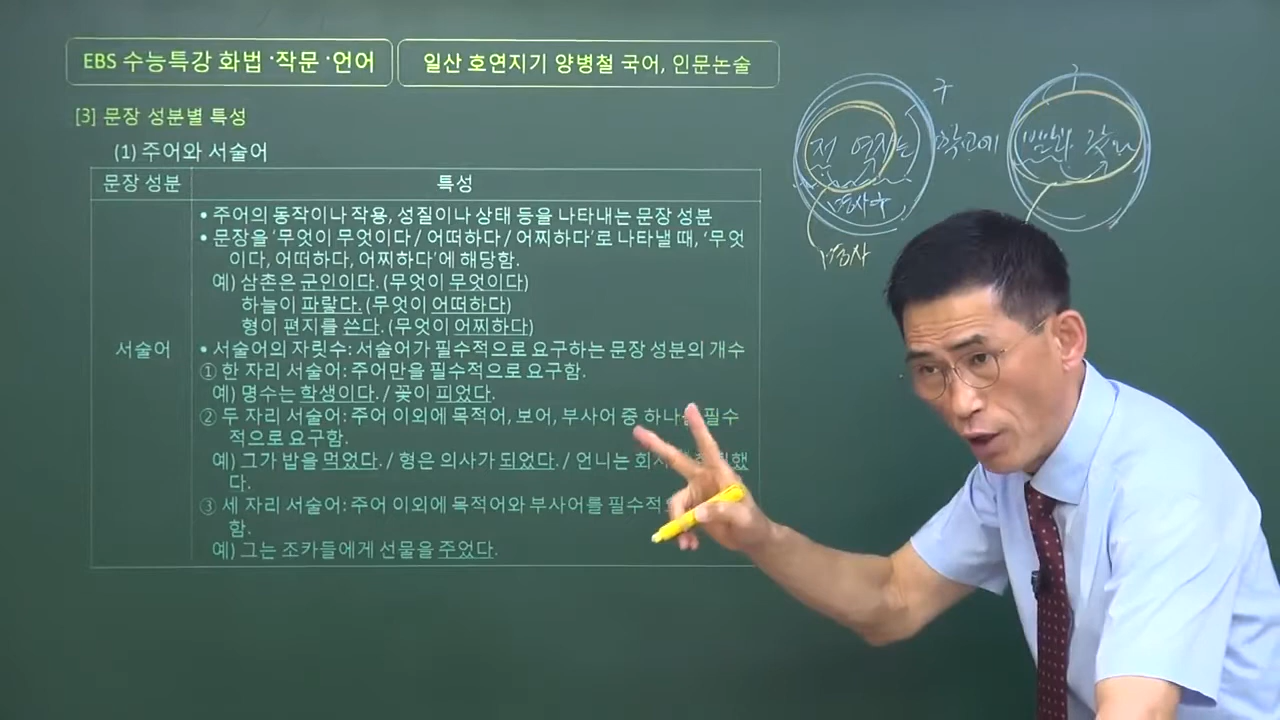 EBS 수능특강 화법 ·작문 ·언어
일산 호연지기 양병철 국어, 인문논술
[3] 문장 성분별 특성
(1) 주어와 서술어
문장 성분
특성
서술어
• 주어의 동작이나 작용, 성질이나 상태 등을 나타내는 문장 성분
• 문장을 ‘무엇이 무엇이다 / 어떠하다 / 어찌하다’로 나타낼 때, ‘무엇
이다, 어떠하다, 어찌하다’에 해당함.
예) 삼촌은 군인이다. (무엇이 무엇이다)
하늘이 파랗다. (무엇이 어떠하다)
형이 편지를 쓴다. (무엇이 어찌하다)
• 서술어의 자릿수: 서술어가 필수적으로 요구하는 문장 성분의 개수
① 한 자리 서술어: 주어만을 필수적으로 요구함.
예) 명수는 학생이다. / 꽃이 피었다.
② 두 자리 서술어: 주어 이외에 목적어, 보어, 부사어 중 하나를 필수
적으로 요구함.
예) 그가 밥을 먹었다. / 형은 의사가 되었다. / 언니는 회사
다.
③ 세 자리 서술어: 주어 이외에 목적어와 부사어를 필수적
함.
예) 그는 조카들에게 선물을 주었다.
구
저 여자는 학교에 빨리 갔다
명사구
명사